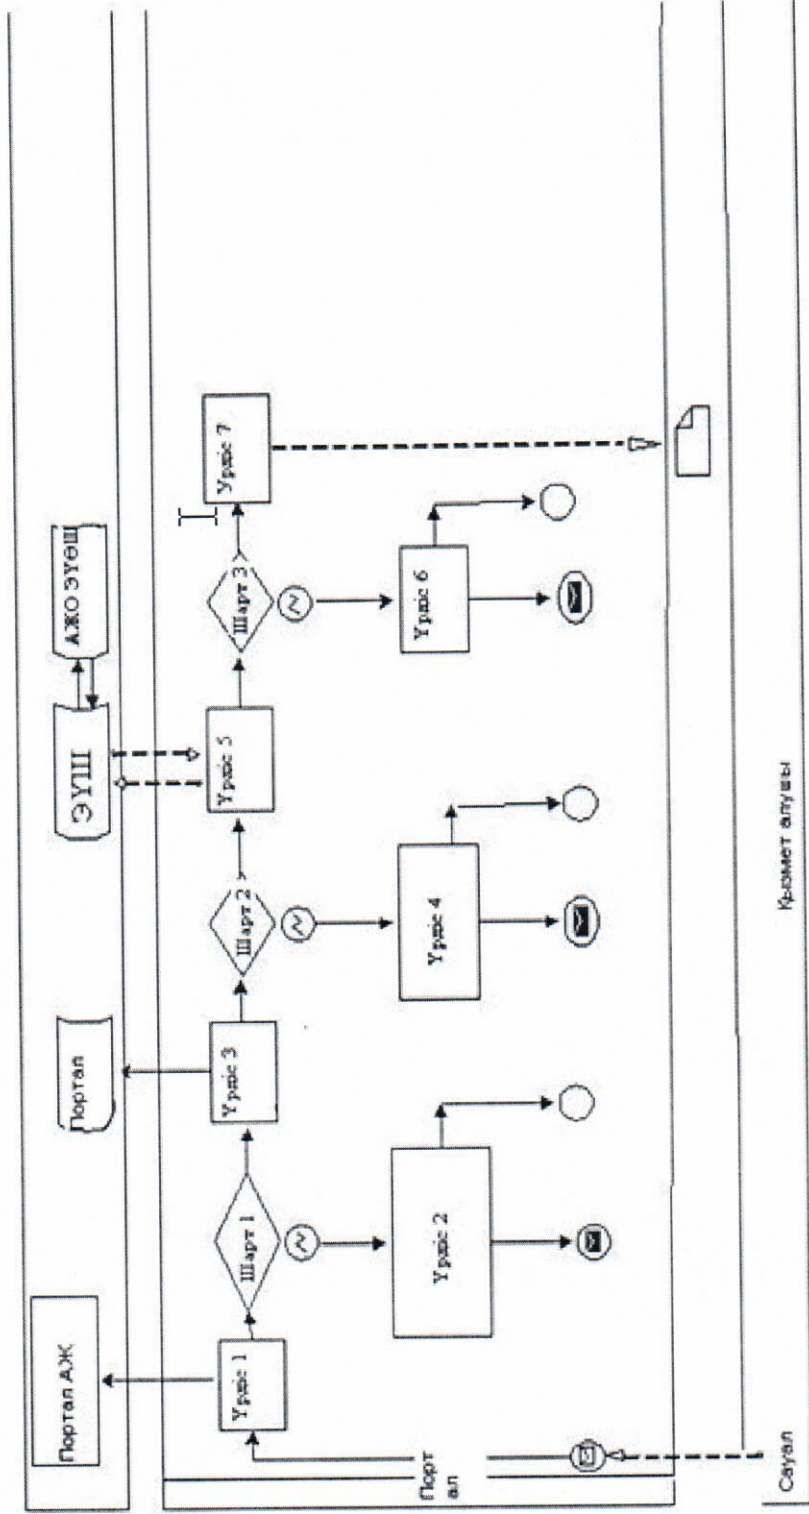 Портал АЖ
Портал
ЭҮШ
АЖО ЭҮӨШ
Порт
ал
Үрдіс 1
Шарт 1
Үрдіс 3
Шарт 2
Үрдіс 5
Шарт 3
Үрдіс 7
Үрдіс 2
Үрдіс 4
Үрдіс 6
Сауал
Қызмет алушы